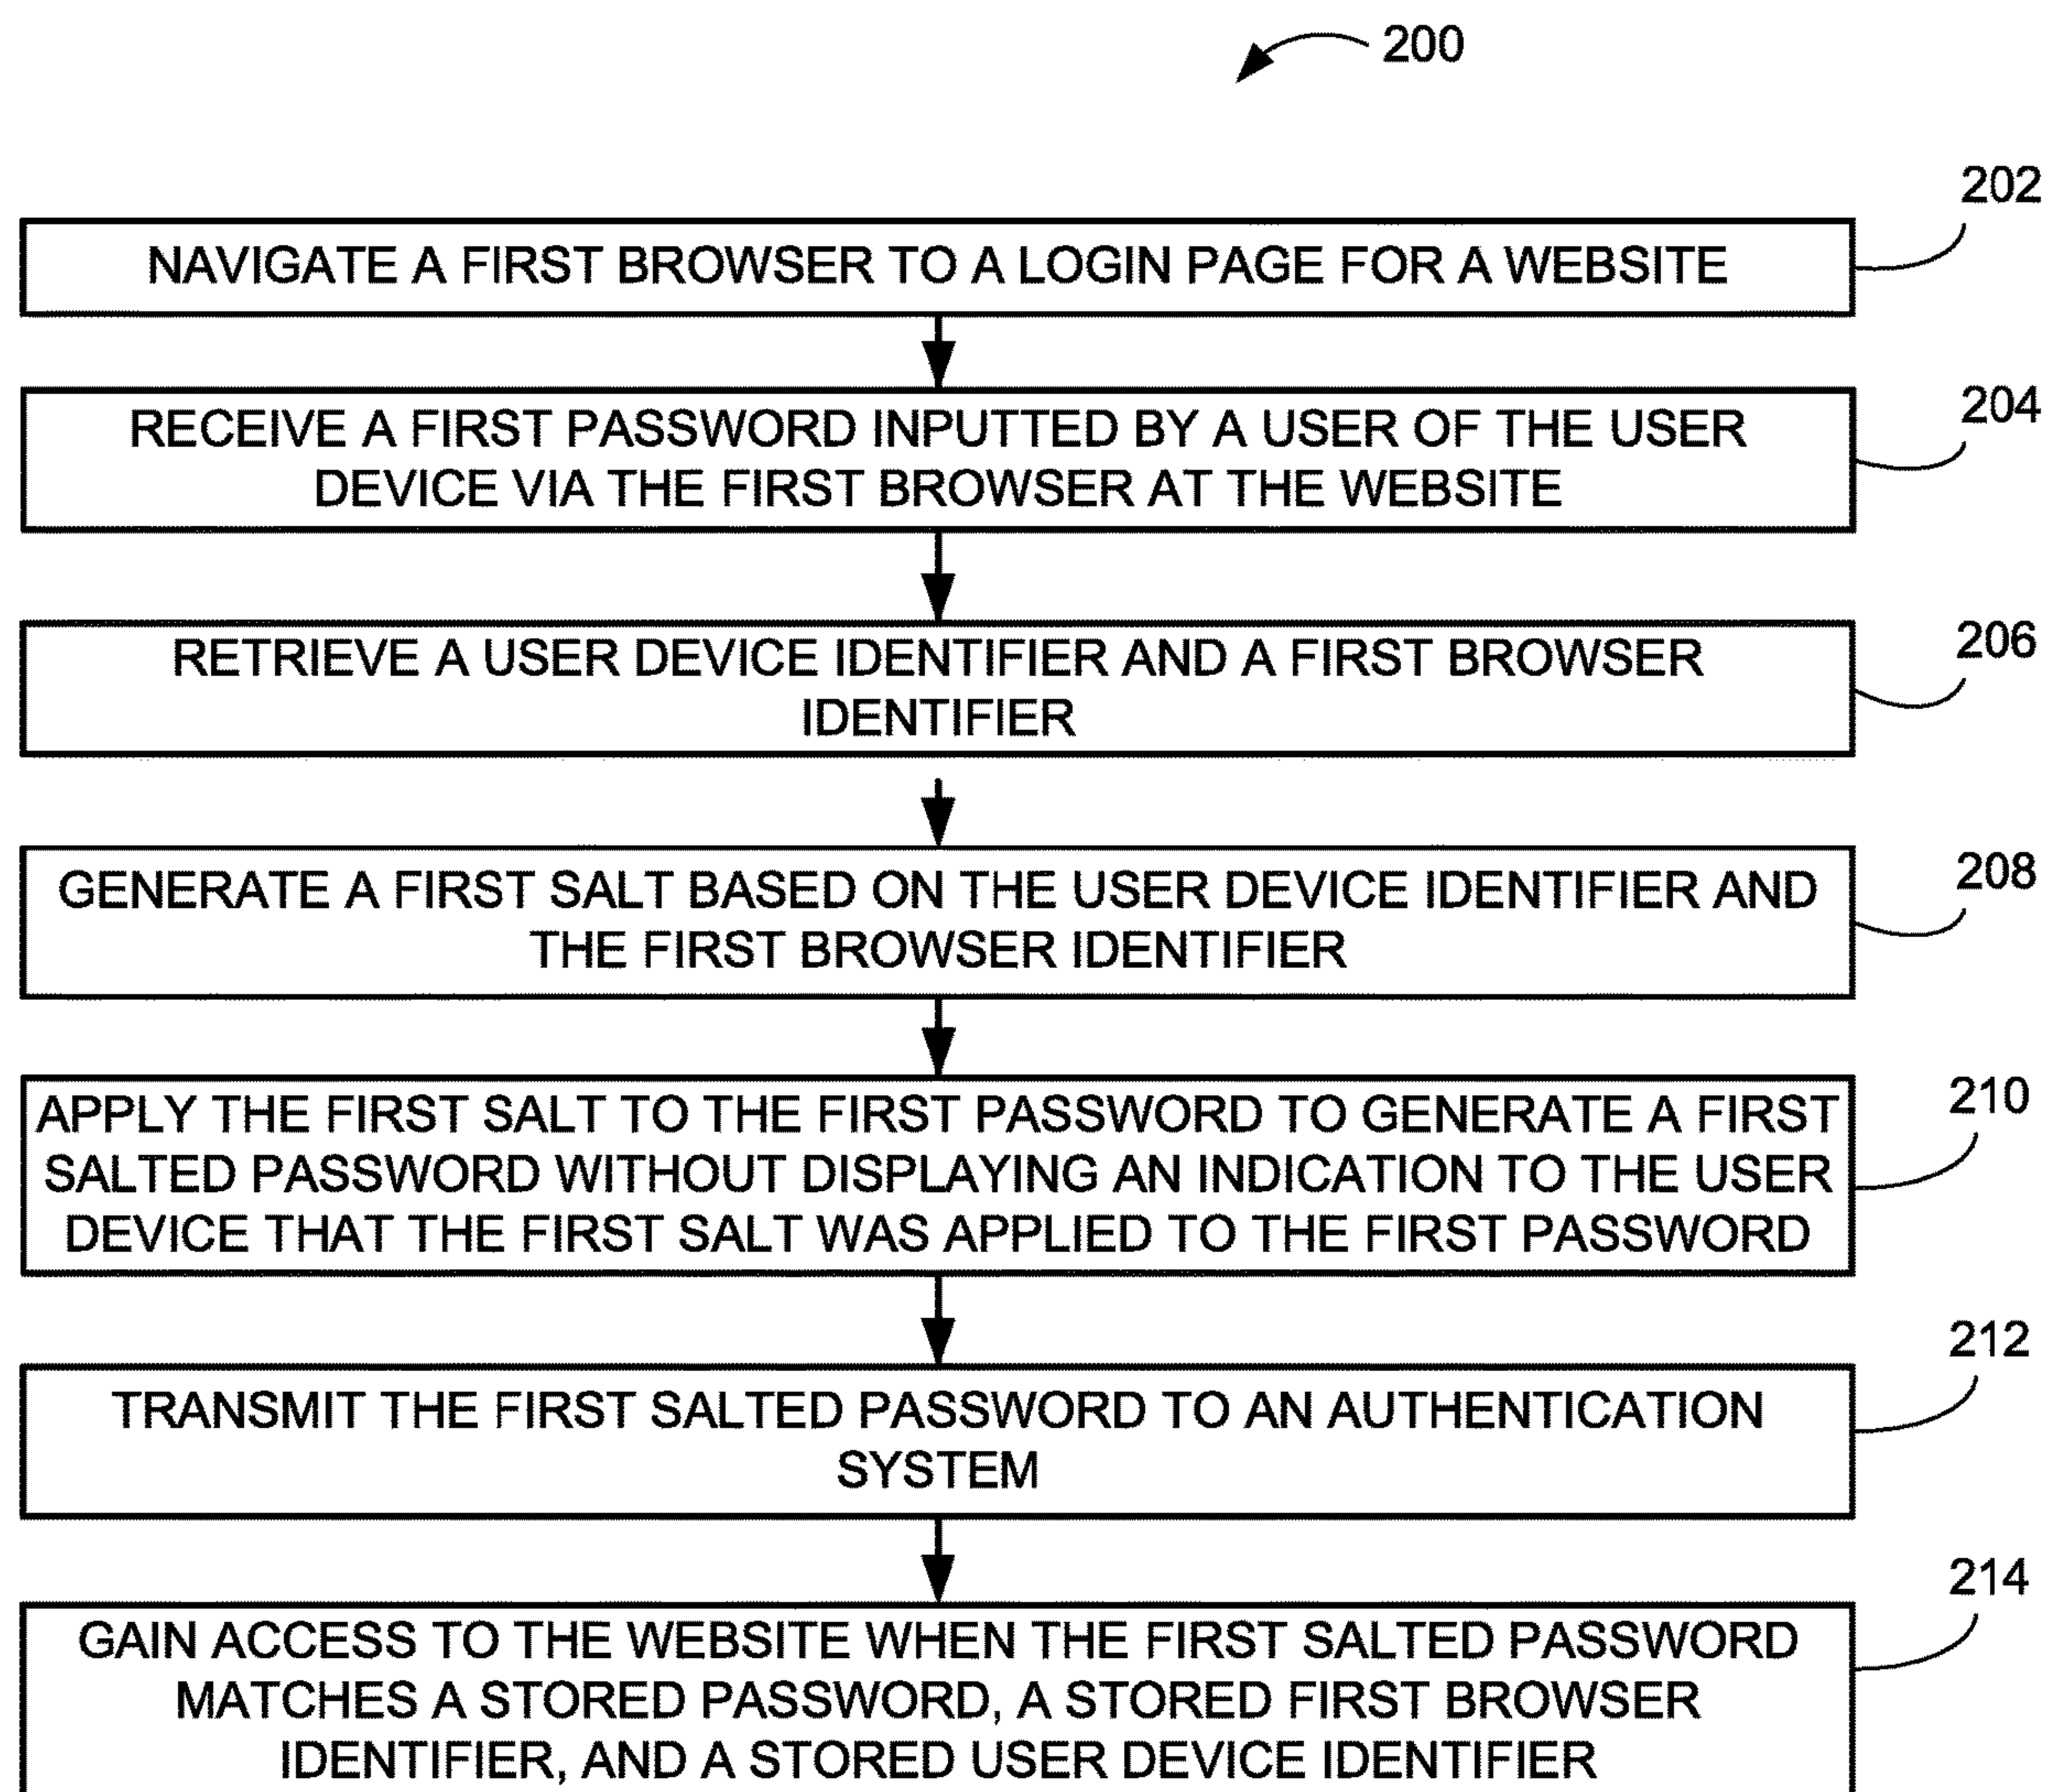 200
202
NAVIGATE A FIRST BROWSER TO A LOGIN PAGE FOR A WEBSITE
204
RECEIVE A FIRST PASSWORD INPUTTED BY A USER OF THE USER
DEVICE VIA THE FIRST BROWSER AT THE WEBSITE
206
RETRIEVE A USER DEVICE IDENTIFIER AND A FIRST BROWSER
IDENTIFIER
208
GENERATE A FIRST SALT BASED ON THE USER DEVICE IDENTIFIER AND
THE FIRST BROWSER IDENTIFIER
210
APPLY THE FIRST SALT TO THE FIRST PASSWORD TO GENERATE A FIRST
SALTED PASSWORD WITHOUT DISPLAYING AN INDICATION TO THE USER
DEVICE THAT THE FIRST SALT WAS APPLIED TO THE FIRST PASSWORD
212
TRANSMIT THE FIRST SALTED PASSWORD TO AN AUTHENTICATION
SYSTEM
214
GAIN ACCESS TO THE WEBSITE WHEN THE FIRST SALTED PASSWORD
MATCHES A STORED PASSWORD, A STORED FIRST BROWSER
IDENTIFIER, AND A STORED USER DEVICE IDENTIFIER